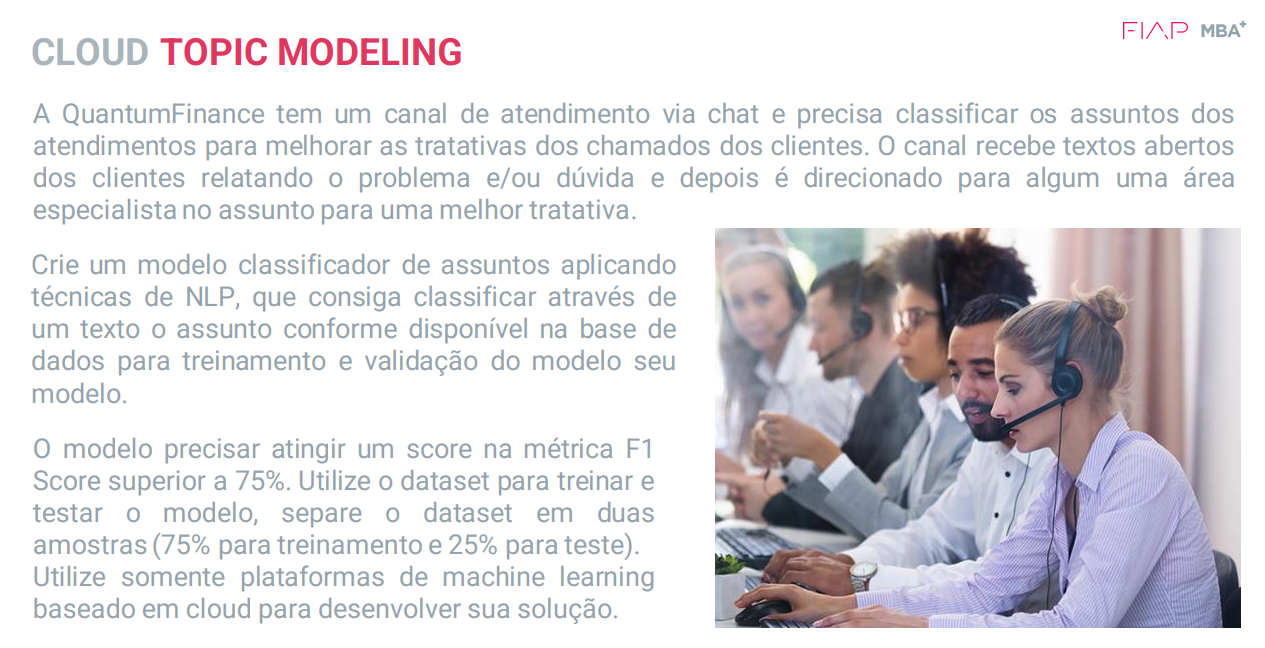 FIAP MBA+
CLOUD TOPIC MODELING
A QuantumFinance tem um canal de atendimento via chat e precisa classificar os assuntos dos
atendimentos para melhorar as tratativas dos chamados dos clientes. O canal recebe textos abertos
dos clientes relatando o problema e/ou dúvida e depois é direcionado para algum uma área
especialista no assunto para uma melhor tratativa.
Crie um modelo classificador de assuntos aplicando
técnicas de NLP, que consiga classificar através de
um texto o assunto conforme disponível na base de
dados para treinamento e validação do modelo seu
modelo.
O modelo precisar atingir um score na métrica F1
Score superior a 75%. Utilize o dataset para treinar e
testar o modelo, separe o dataset em duas
amostras (75% para treinamento e 25% para teste).
Utilize somente plataformas de machine learning
baseado em cloud para desenvolver sua solução.